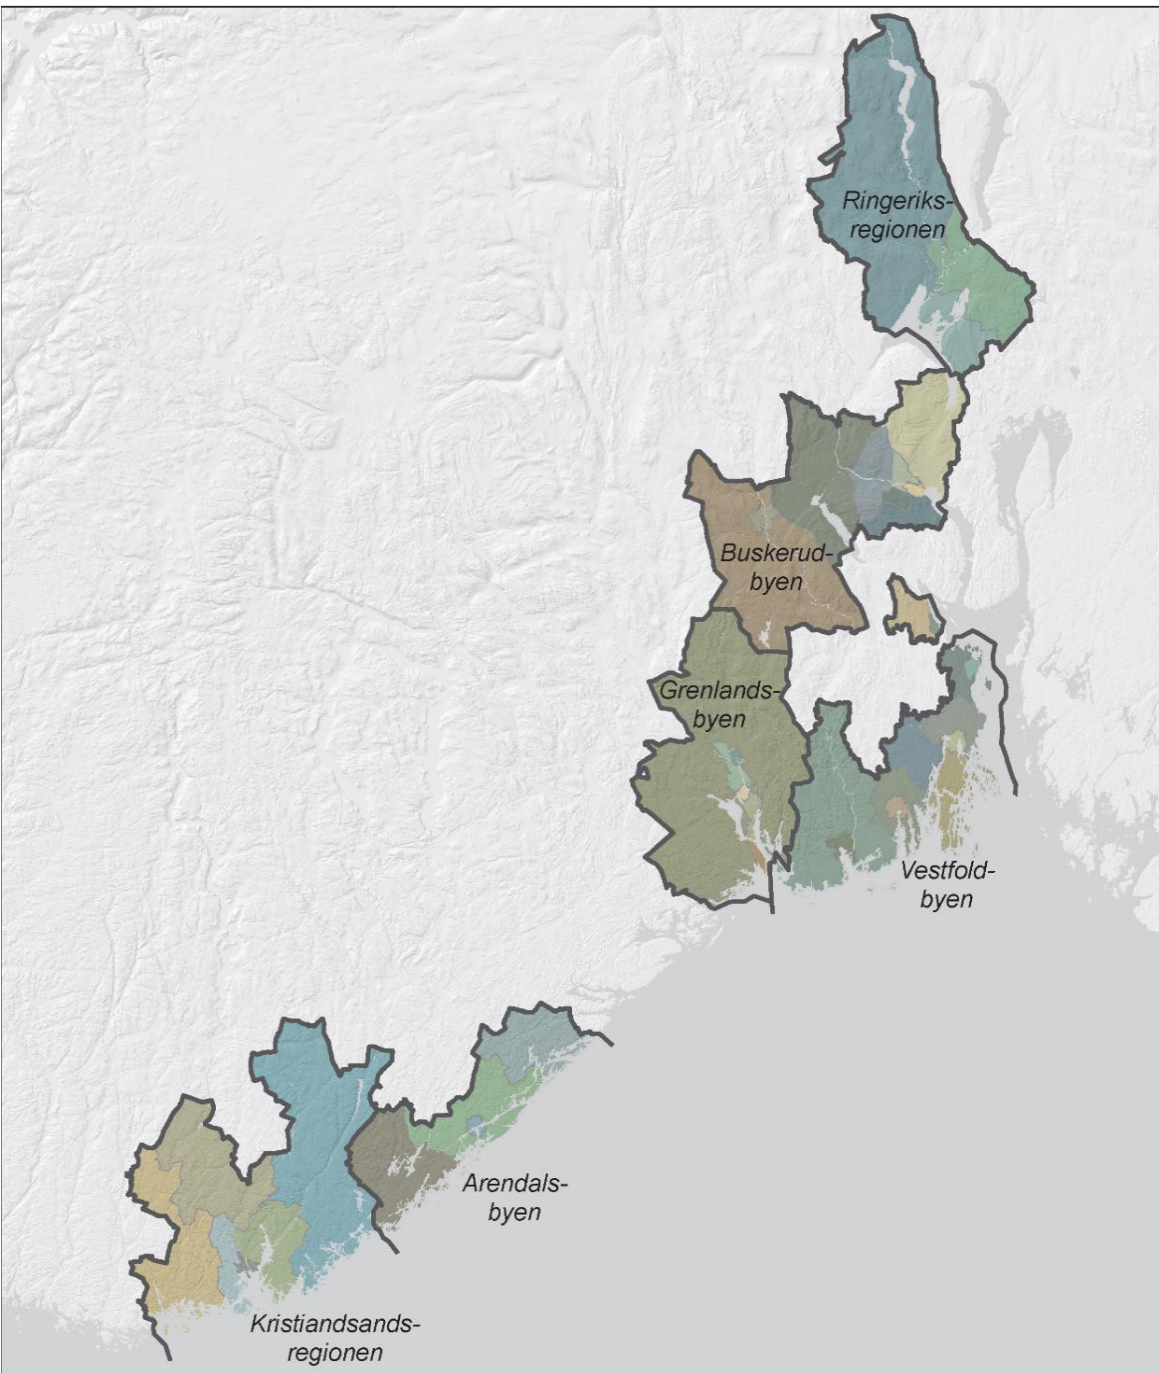 Ringeriks-
regionen
Buskerud-
byen
Grenlands-
byen
Vestfold-
byen
Arendals-
byen
Kristiandsands-
regionen